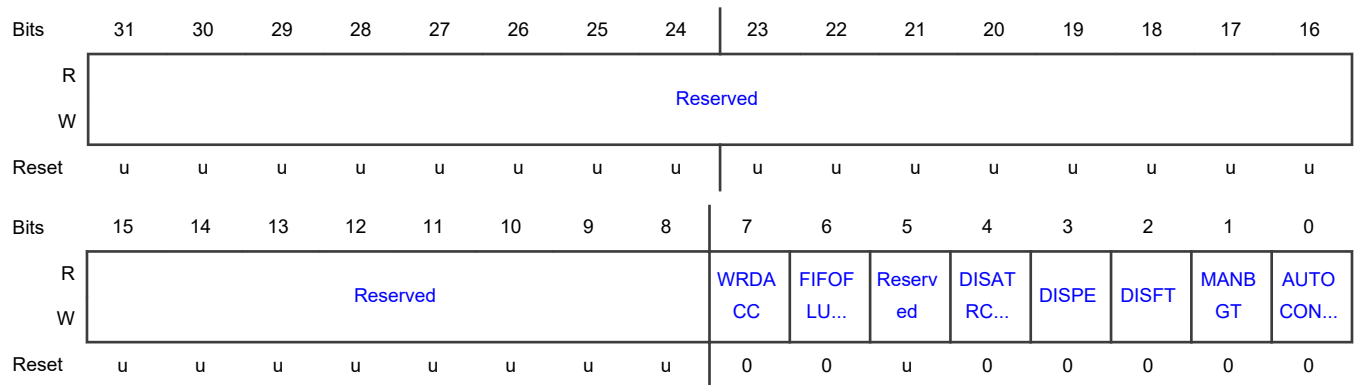 Bits 31 30 29 28 27 26 25 24 23 22 21 20 19 18 17 16
R
Reserved
W
Reset u u u u u u u u u u u u u u u u
Bits 15 14 13 12 11 10 9 8 7 6 5 4 3 2 1 0
R WRDA FIFOF Reserv DISAT MANB AUTO
Reserved DISPE DISFT
W CC LU... ed RC... GT CON...
Reset u u u u u u u u 0 0 u 0 0 0 0 0